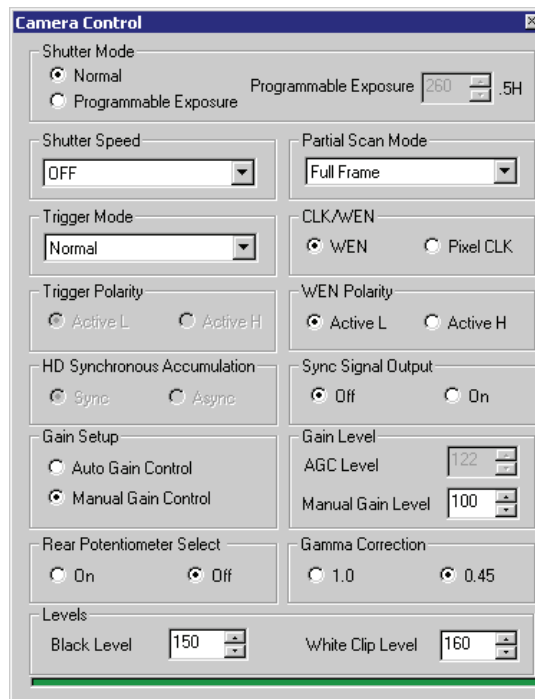 Camera Control
Shutter Mode
Normal
Programmable Exposure
Programmable Exposure 260 .5H
Shutter Speed
OFF
Partial Scan Mode
Full Frame
Trigger Mode
Normal
CLK/WEN
WEN Pixel CLK
Trigger Polarity
Active L Active H
WEN Polarity
Active L Active H
HD Synchronous Accumulation
Sync Async
Sync Signal Output
Off On
Gain Setup
Auto Gain Control
Manual Gain Control
Gain Level
AGC Level 122
Manual Gain Level 100
Rear Potentiometer Select
On Off
Gamma Correction
1.0 0.45
Levels
Black Level 150 White Clip Level 160